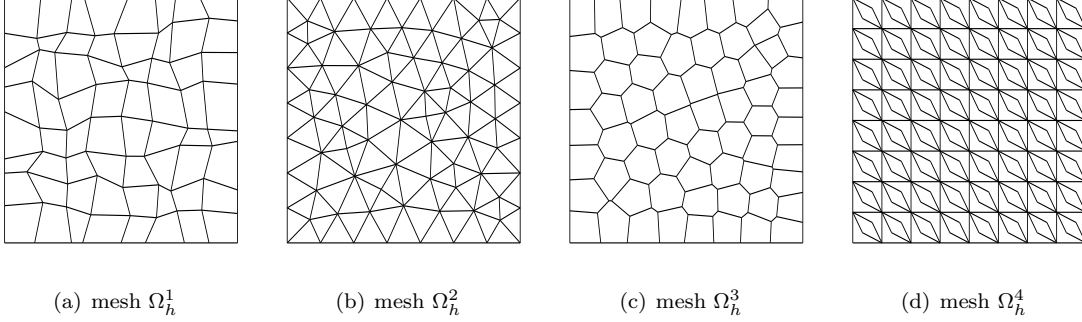 (a) mesh Ω_h^1
(b) mesh Ω_h^2
(c) mesh Ω_h^3
(d) mesh Ω_h^4